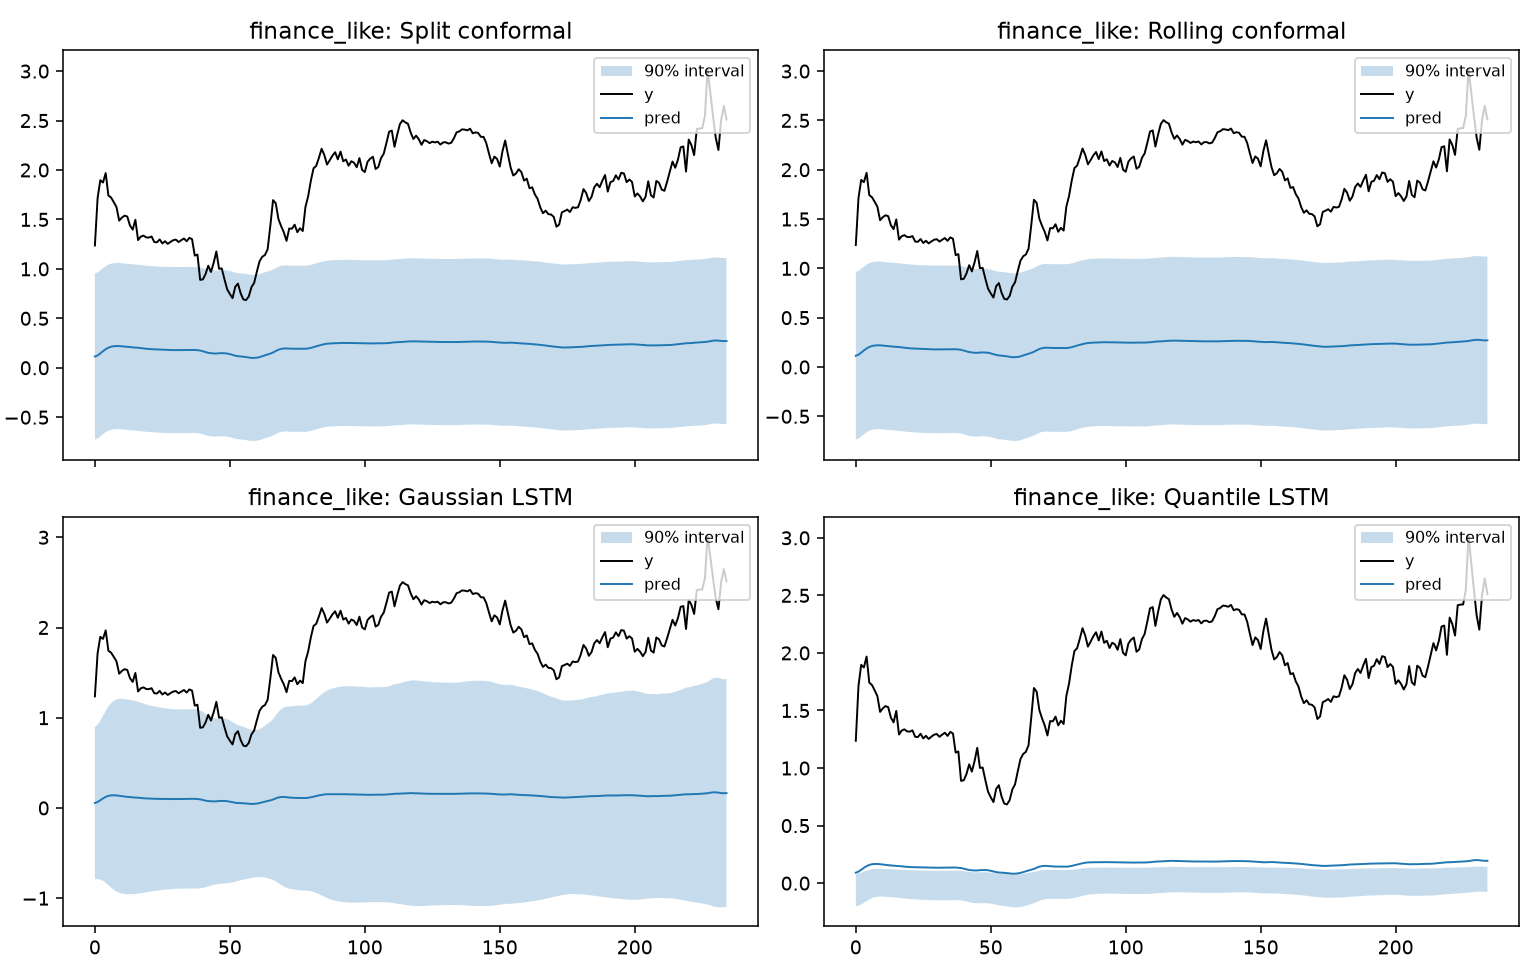 finance_like: Split conformal
3.0
2.5
2.0
1.5
1.0
0.5
0.0
−0.5
90% interval
y
pred
finance_like: Rolling conformal
3.0
2.5
2.0
1.5
1.0
0.5
0.0
−0.5
90% interval
y
pred
finance_like: Gaussian LSTM
3
2
1
0
−1
90% interval
y
pred
0 50 100 150 200
finance_like: Quantile LSTM
3.0
2.5
2.0
1.5
1.0
0.5
0.0
90% interval
y
pred
0 50 100 150 200